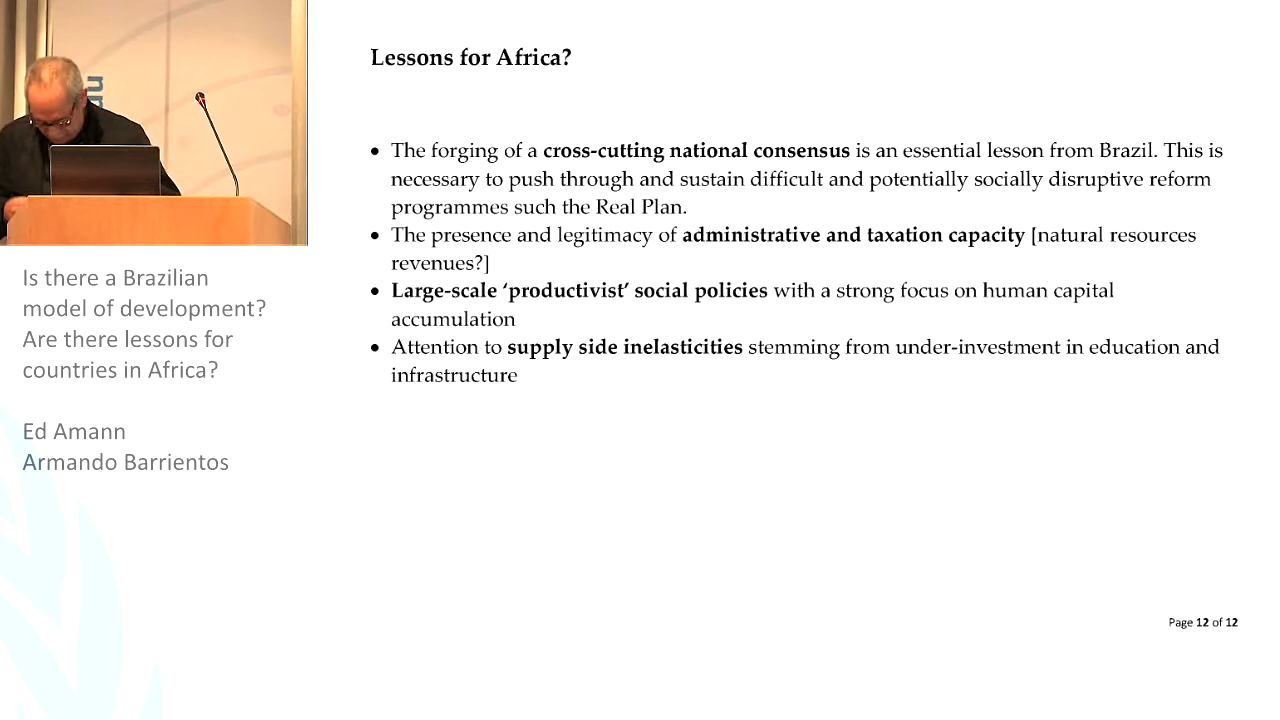 Lessons for Africa?
• The forging of a cross-cutting national consensus is an essential lesson from Brazil. This is
necessary to push through and sustain difficult and potentially socially disruptive reform
programmes such the Real Plan.
• The presence and legitimacy of administrative and taxation capacity [natural resources
revenues?]
• Large-scale ‘productivist’ social policies with a strong focus on human capital
accumulation
• Attention to supply side inelasticities stemming from under-investment in education and
infrastructure
Is there a Brazilian
model of development?
Are there lessons for
countries in Africa?
Ed Amann
Armando Barrientos
Page 12 of 12